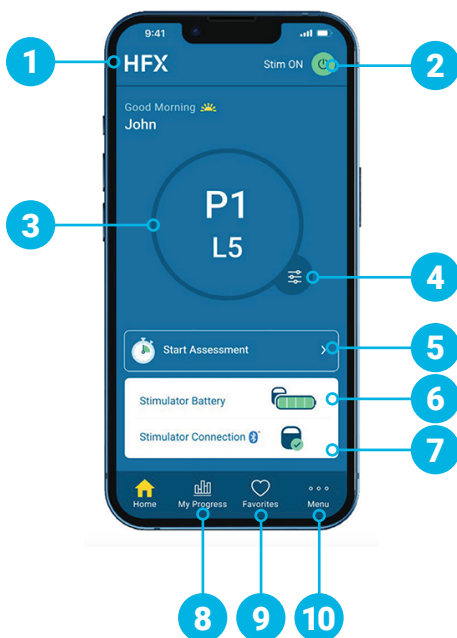 9:41
1
HFX
Stim ON
2
Good Morning
John
3
P1
L5
4
Start Assessment
5
Stimulator Battery
6
Stimulator Connection
7
Home
My Progress
Favorites
Menu
8
9
10